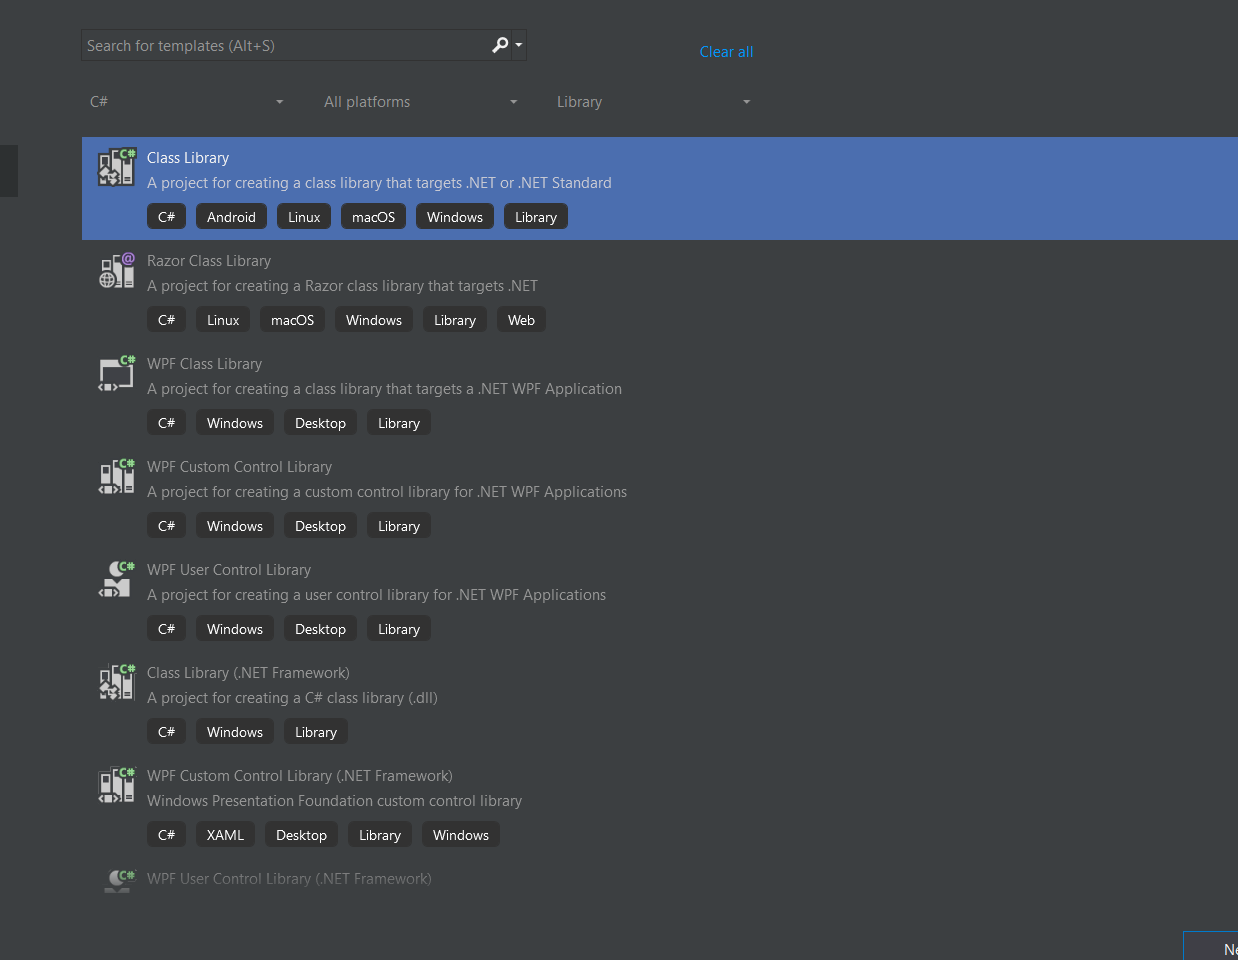 Search for templates (Alt+S)
Clear all
C# All platforms Library
Class Library
A project for creating a class library that targets .NET or .NET Standard
C# Android Linux macOS Windows Library
Razor Class Library
A project for creating a Razor class library that targets .NET
C# Linux macOS Windows Library Web
WPF Class Library
A project for creating a class library that targets a .NET WPF Application
C# Windows Desktop Library
WPF Custom Control Library
A project for creating a custom control library for .NET WPF Applications
C# Windows Desktop Library
WPF User Control Library
A project for creating a user control library for .NET WPF Applications
C# Windows Desktop Library
Class Library (.NET Framework)
A project for creating a C# class library (.dll)
C# Windows Library
WPF Custom Control Library (.NET Framework)
Windows Presentation Foundation custom control library
C# XAML Desktop Library Windows
WPF User Control Library (.NET Framework)